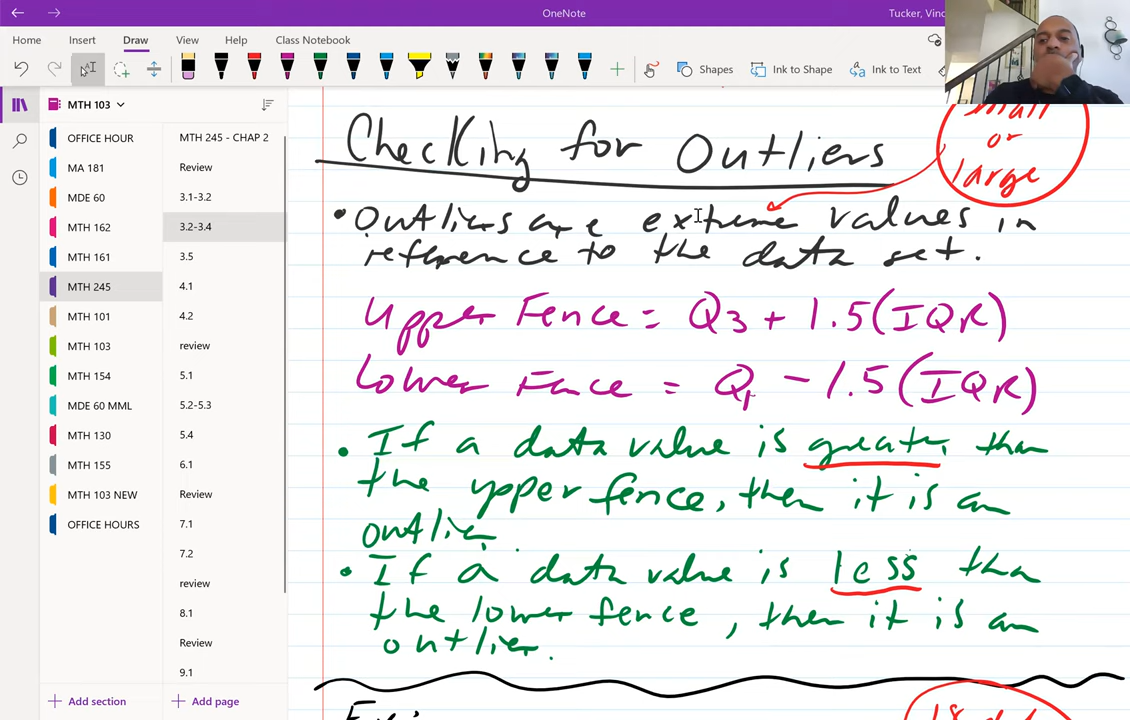 OneNote
Tucker, Vinc
Home Insert Draw View Help Class Notebook
Shapes Ink to Shape Ink to Text
MTH 103
OFFICE HOUR
MA 181
MDE 60
MTH 162
MTH 161
MTH 245
MTH 101
MTH 103
MTH 154
MDE 60 MML
MTH 130
MTH 155
MTH 103 NEW
OFFICE HOURS
Add section
MTH 245 - CHAP 2
Review
3.1-3.2
3.2-3.4
3.5
4.1
4.2
review
5.1
5.2-5.3
5.4
6.1
Review
7.1
7.2
review
8.1
Review
9.1
Add page
Checking for Outliers
small
or
large
• Outliers are extreme values in
reference to the data set.
Upper Fence = Q3 + 1.5(IQR)
Lower Fence = Q1 - 1.5(IQR)
• If a data value is greater than
the upper fence, then it is an
outlier
• If a data value is less than
the lower fence, then it is an
outlier.